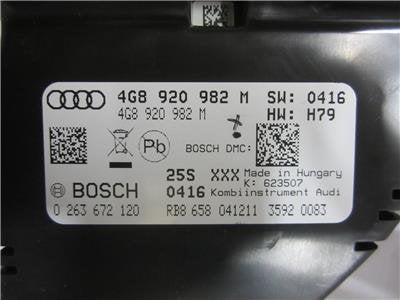 4G8 920 982 M SW: 0416
4G8 920 982 M HW: H79
BOSCH DMC:
Pb
25S XXX Made in Hungary
K: 623507
BOSCH 0416 Kombiinstrument Audi
0 263 672 120 RB8 658 041211 3592 0083